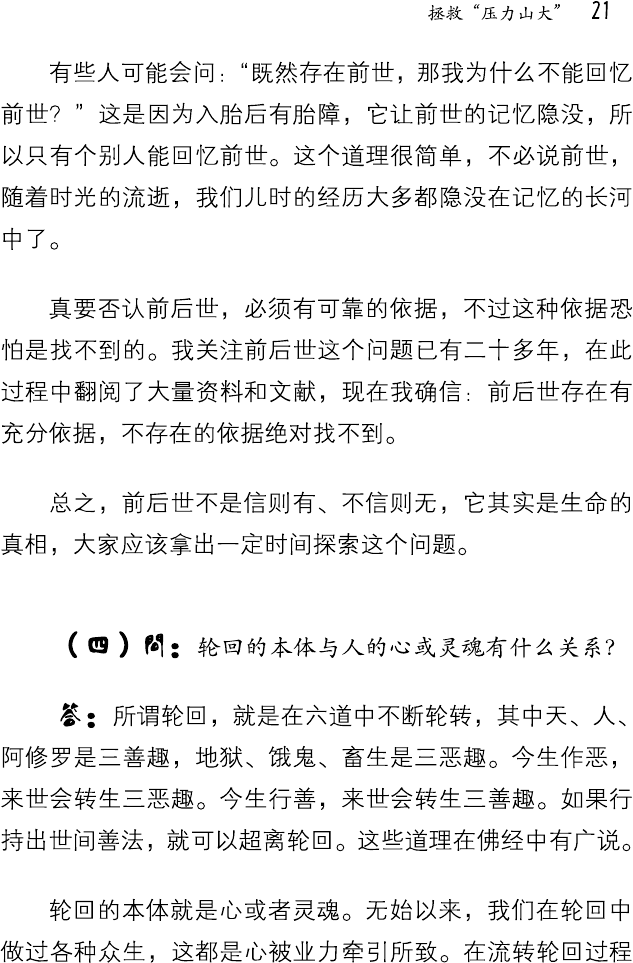 拯救“压力山大” 21
有些人可能会问：“既然存在前世，那我为什么不能回忆
前世？”这是因为入胎后有胎障，它让前世的记忆隐没，所
以只有个别人能回忆前世。这个道理很简单，不必说前世，
随着时光的流逝，我们儿时的经历大多都隐没在记忆的长河
中了。
真要否认前后世，必须有可靠的依据，不过这种依据恐
怕是找不到的。我关注前后世这个问题已有二十多年，在此
过程中翻阅了大量资料和文献，现在我确信：前后世存在有
充分依据，不存在的依据绝对找不到。
总之，前后世不是信则有、不信则无，它其实是生命的
真相，大家应该拿出一定时间探索这个问题。
（四）問：轮回的本体与人的心或灵魂有什么关系？
答：所谓轮回，就是在六道中不断轮转，其中天、人、
阿修罗是三善趣，地狱、饿鬼、畜生是三恶趣。今生作恶，
来世会转生三恶趣。今生行善，来世会转生三善趣。如果行
持出世间善法，就可以超离轮回。这些道理在佛经中有广说。
轮回的本体就是心或者灵魂。无始以来，我们在轮回中
做过各种众生，这都是心被业力牵引所致。在流转轮回过程